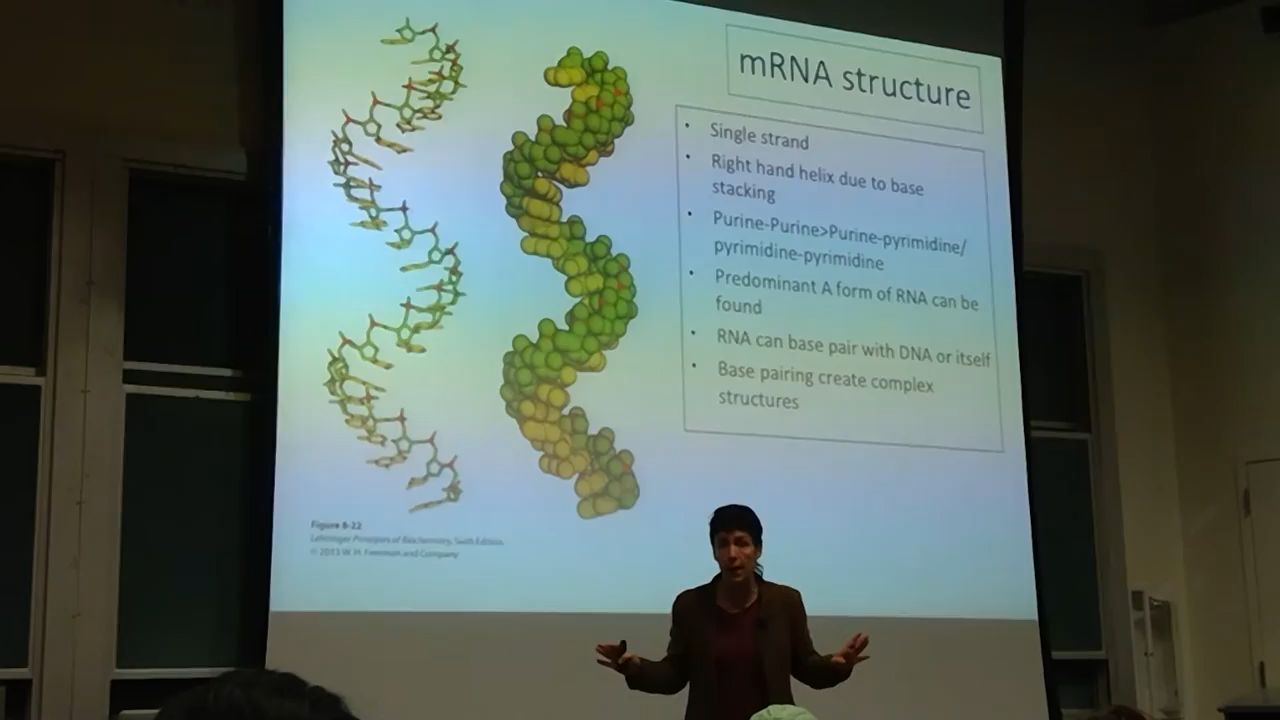 mRNA structure
• Single strand
• Right hand helix due to base
stacking
• Purine-Purine>Purine-pyrimidine/
pyrimidine-pyrimidine
• Predominant A form of RNA can be
found
• RNA can base pair with DNA or itself
• Base pairing create complex
structures
Figure 8-22
Lehninger Principles of Biochemistry, Sixth Edition
© 2013 W. H. Freeman and Company